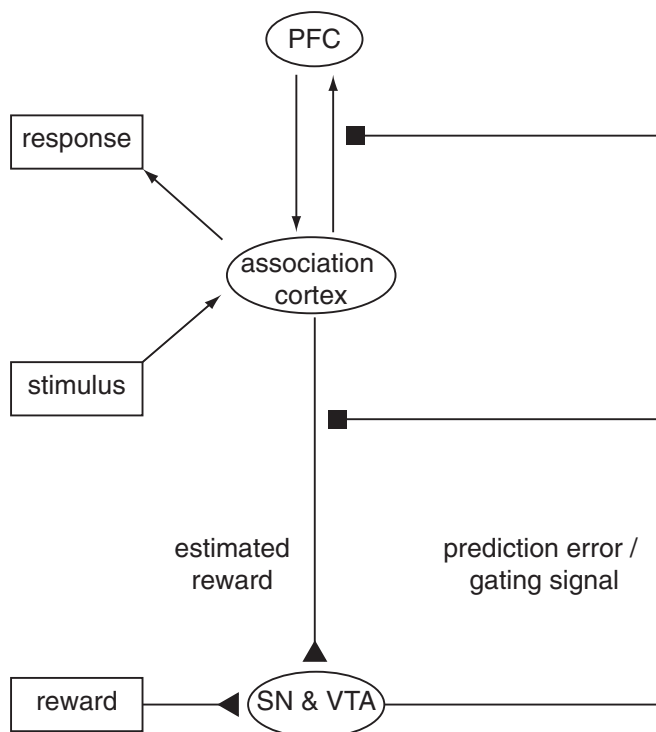 PFC
response
association
cortex
stimulus
estimated
reward
prediction error /
gating signal
reward
SN & VTA